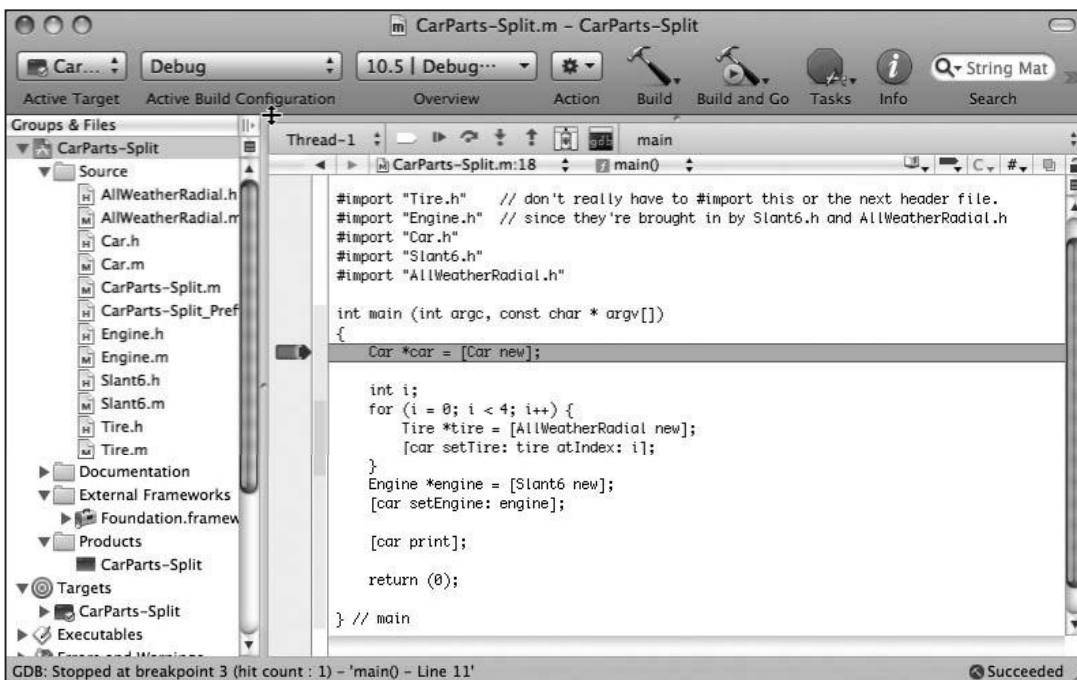 CarParts-Split.m – CarParts-Split
Car...
Debug
10.5 | Debug···
String Mat
Active Target
Active Build Configuration
Overview
Action
Build
Build and Go
Tasks
Info
Search
Groups & Files
CarParts-Split
Source
AllWeatherRadial.h
AllWeatherRadial.m
Car.h
Car.m
CarParts-Split.m
CarParts-Split_Pref
Engine.h
Engine.m
Slant6.h
Slant6.m
Tire.h
Tire.m
Documentation
External Frameworks
Foundation.framew
Products
CarParts-Split
Targets
CarParts-Split
Executables
Errors and Warnings
Thread-1
gdb
main
CarParts-Split.m:18
main()
C
#
#import "Tire.h" // don't really have to #import this or the next header file.
#import "Engine.h" // since they're brought in by Slant6.h and AllWeatherRadial.h
#import "Car.h"
#import "Slant6.h"
#import "AllWeatherRadial.h"
int main (int argc, const char * argv[])
{
Car *car = [Car new];
int i;
for (i = 0; i < 4; i++) {
Tire *tire = [AllWeatherRadial new];
[car setTire: tire atIndex: i];
}
Engine *engine = [Slant6 new];
[car setEngine: engine];
[car print];
return (0);
} // main
GDB: Stopped at breakpoint 3 (hit count : 1) – 'main() – Line 11'
Succeeded